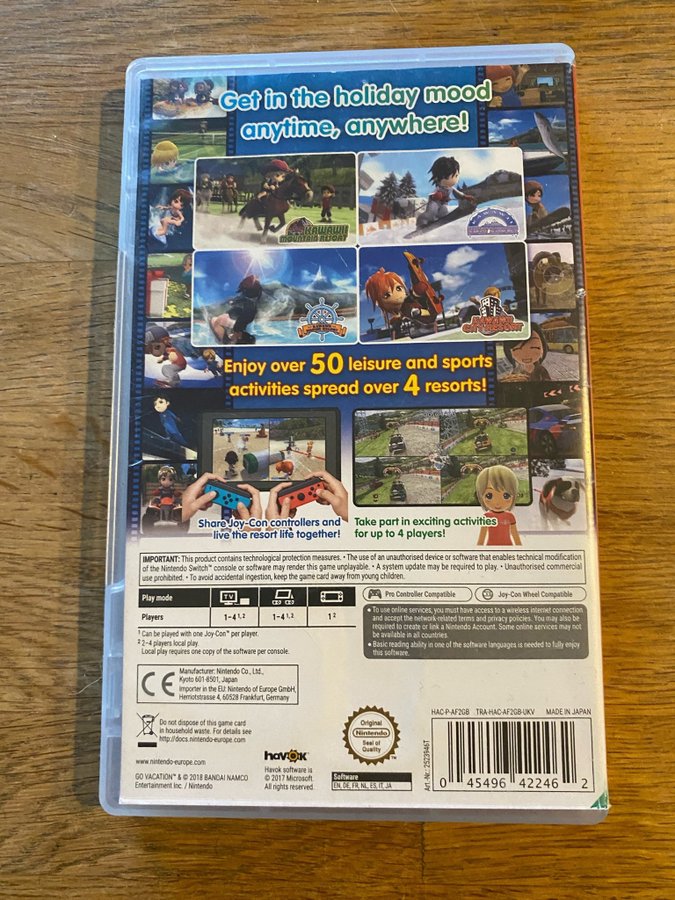 Get in the holiday mood
anytime, anywhere!
KAWAWII
MOUNTAIN RESORT
KAWAWII
Enjoy over 50 leisure and sports
activities spread over 4 resorts!
Share Joy-Con controllers and
live the resort life together!
Take part in exciting activities
for up to 4 players!
IMPORTANT: This product contains technological protection measures. • The use of an unauthorised device or software that enables technical modification
of the Nintendo Switch™ console or software may render this game unplayable. • A system update may be required to play. • Unauthorised commercial
use prohibited. • To avoid accidental ingestion, keep the game card away from young children.
Play mode
TV
Players
1-4 1, 2
1-4 1, 2
1 2
Pro Controller Compatible
Joy-Con Wheel Compatible
1 Can be played with one Joy-Con™ per player.
2 2-4 players local play.
Local play requires one copy of the software per console.
• To use online services, you must have access to a wireless internet connection
and accept the network-related terms and privacy policies. You may also be
required to create or link a Nintendo Account. Some online services may not
be available in all countries.
• Basic reading ability in one of the software languages is needed to fully enjoy
this software.
CE
Manufacturer: Nintendo Co., Ltd.,
Kyoto 601-8501, Japan
Importer in the EU: Nintendo of Europe GmbH,
Herriotstrasse 4, 60528 Frankfurt, Germany
Do not dispose of this game card
in household waste. For details see
http://docs.nintendo-europe.com
www.nintendo-europe.com
GO VACATION™ & © 2018 BANDAI NAMCO
Entertainment Inc. / Nintendo
havok
Havok software is
© 2017 Microsoft.
All rights reserved.
Original
Nintendo
Seal of
Quality
Software
EN, DE, FR, NL, ES, IT, JA
HAC-P-AF2GB TRA-HAC-AF2GB-UKV MADE IN JAPAN
Art.-Nr.: 2523946T
0 45496 42246 2